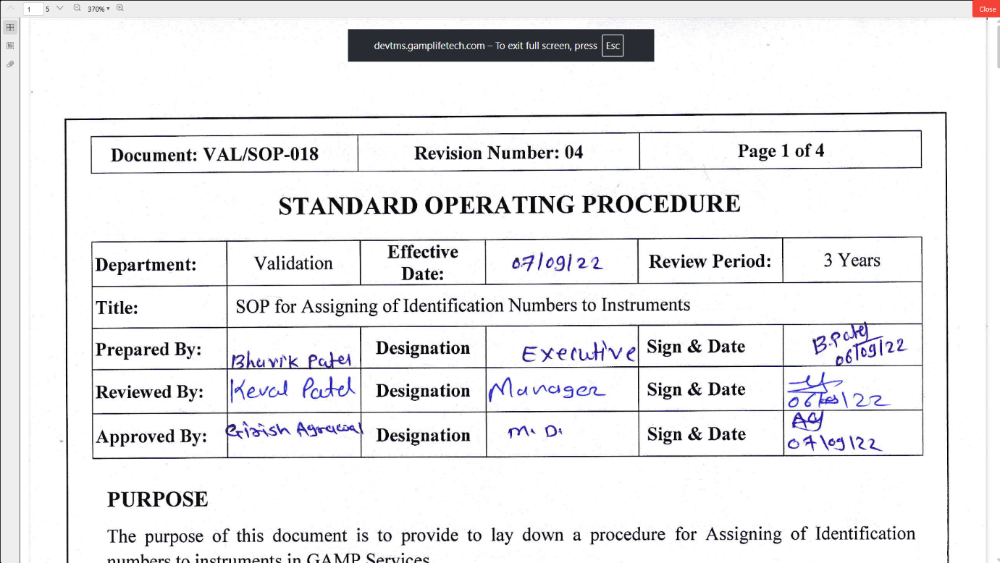 1 5 370% Close
devtms.gamplifetech.com – To exit full screen, press Esc
Document: VAL/SOP-018 Revision Number: 04 Page 1 of 4
STANDARD OPERATING PROCEDURE
Department: Validation Effective Date: 07/09/22 Review Period: 3 Years
Title: SOP for Assigning of Identification Numbers to Instruments
Prepared By: Bhavik Patel Designation Executive Sign & Date B.Patel 06/09/22
Reviewed By: Keval Patel Designation Manager Sign & Date
Approved By: Girish Agrawal Designation M. D. Sign & Date 07/09/22
PURPOSE
The purpose of this document is to provide to lay down a procedure for Assigning of Identification
numbers to instruments in GAMP Services